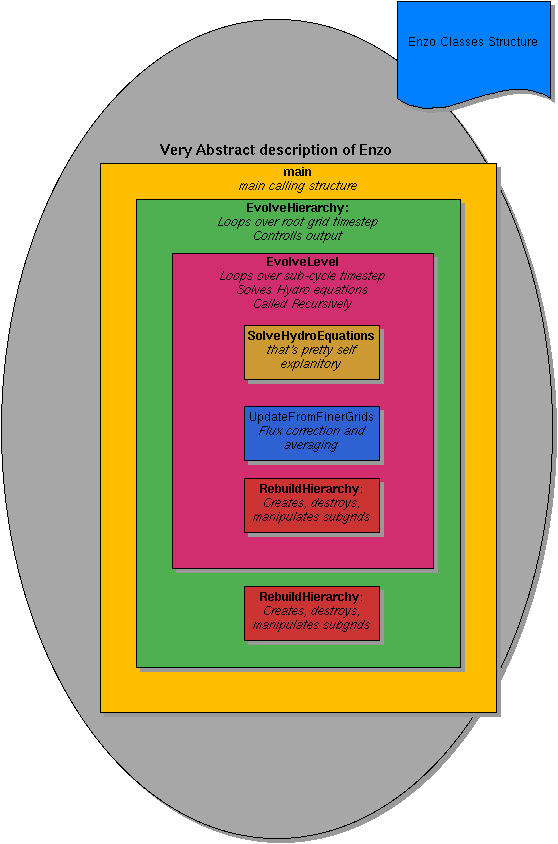 Enzo Classes Structure
Very Abstract description of Enzo
main
main calling structure
EvolveHierarchy:
Loops over root grid timestep
Controlls output
EvolveLevel
Loops over sub-cycle timestep
Solves Hydro equations
Called Recursively
SolveHydroEquations
that's pretty self
explanitory
UpdateFromFinerGrids
Flux correction and
averaging
RebuildHierarchy:
Creates, destroys,
manipulates subgrids
RebuildHierarchy:
Creates, destroys,
manipulates subgrids